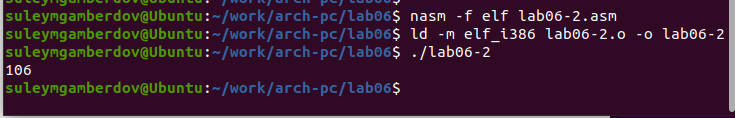 suleymgamberdov@Ubuntu:~/work/arch-pc/lab06$ nasm -f elf lab06-2.asm
suleymgamberdov@Ubuntu:~/work/arch-pc/lab06$ ld -m elf_i386 lab06-2.o -o lab06-2
suleymgamberdov@Ubuntu:~/work/arch-pc/lab06$ ./lab06-2
106
suleymgamberdov@Ubuntu:~/work/arch-pc/lab06$